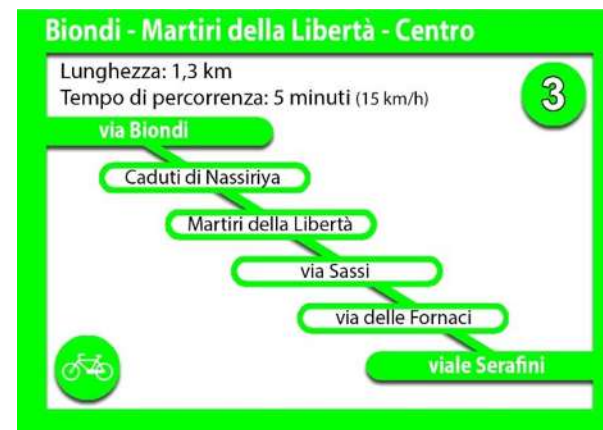 Biondi - Martiri della Libertà - Centro
Lunghezza: 1,3 km
Tempo di percorrenza: 5 minuti (15 km/h)
3
via Biondi
Caduti di Nassiriya
Martiri della Libertà
via Sassi
via delle Fornaci
viale Serafini